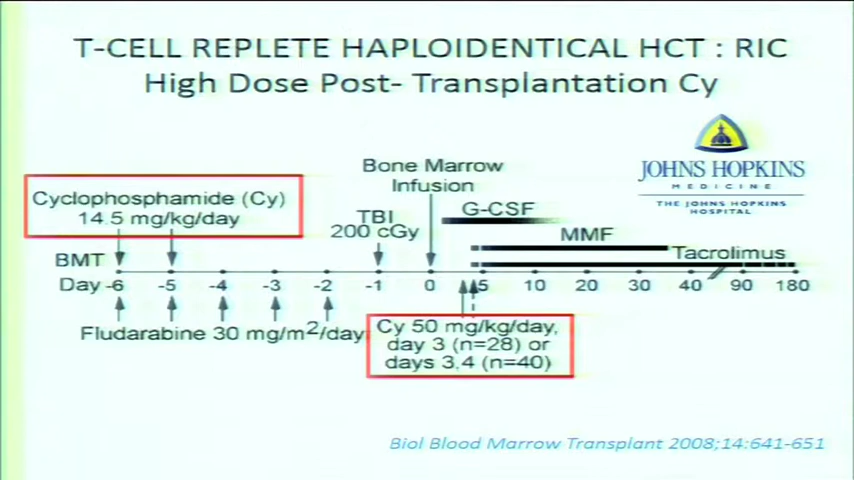 T-CELL REPLETE HAPLOIDENTICAL HCT : RIC
High Dose Post- Transplantation Cy
JOHNS HOPKINS
MEDICINE
THE JOHNS HOPKINS
HOSPITAL
Cyclophosphamide (Cy)
14.5 mg/kg/day
Bone Marrow
Infusion
TBI
200 cGy
G-CSF
MMF
Tacrolimus
BMT
Day -6 -5 -4 -3 -2 -1 0 5 10 20 30 40 90 180
Fludarabine 30 mg/m²/day
Cy 50 mg/kg/day,
day 3 (n=28) or
days 3,4 (n=40)
Biol Blood Marrow Transplant 2008;14:641-651